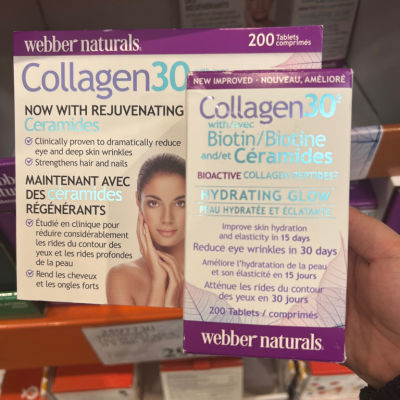 webber naturals.
200 Tablets
comprimés
Collagen30
NOW WITH REJUVENATING
Ceramides
Clinically proven to dramatically reduce
eye and deep skin wrinkles
Strengthens hair and nails
MAINTENANT AVEC
DES céramides
RÉGÉNÉRANTS
Étudié en clinique pour
réduire considérablement
les rides du contour des
yeux et les rides profondes
de la peau
Rend les cheveux
et les ongles forts
NEW IMPROVED · NOUVEAU, AMÉLIORÉ
Collagen30
with/avec
Biotin/Biotine
and/et Céramides
BIOACTIVE COLLAGEN PEPTIDES
HYDRATING GLOW
PEAU HYDRATÉE ET ÉCLATANTE
Improve skin hydration
and elasticity in 15 days
Reduce eye wrinkles in 30 days
Améliore l'hydratation de la peau
et son élasticité en 15 jours
Atténue les rides du contour
des yeux en 30 jours
200 Tablets / comprimés
webber naturals.